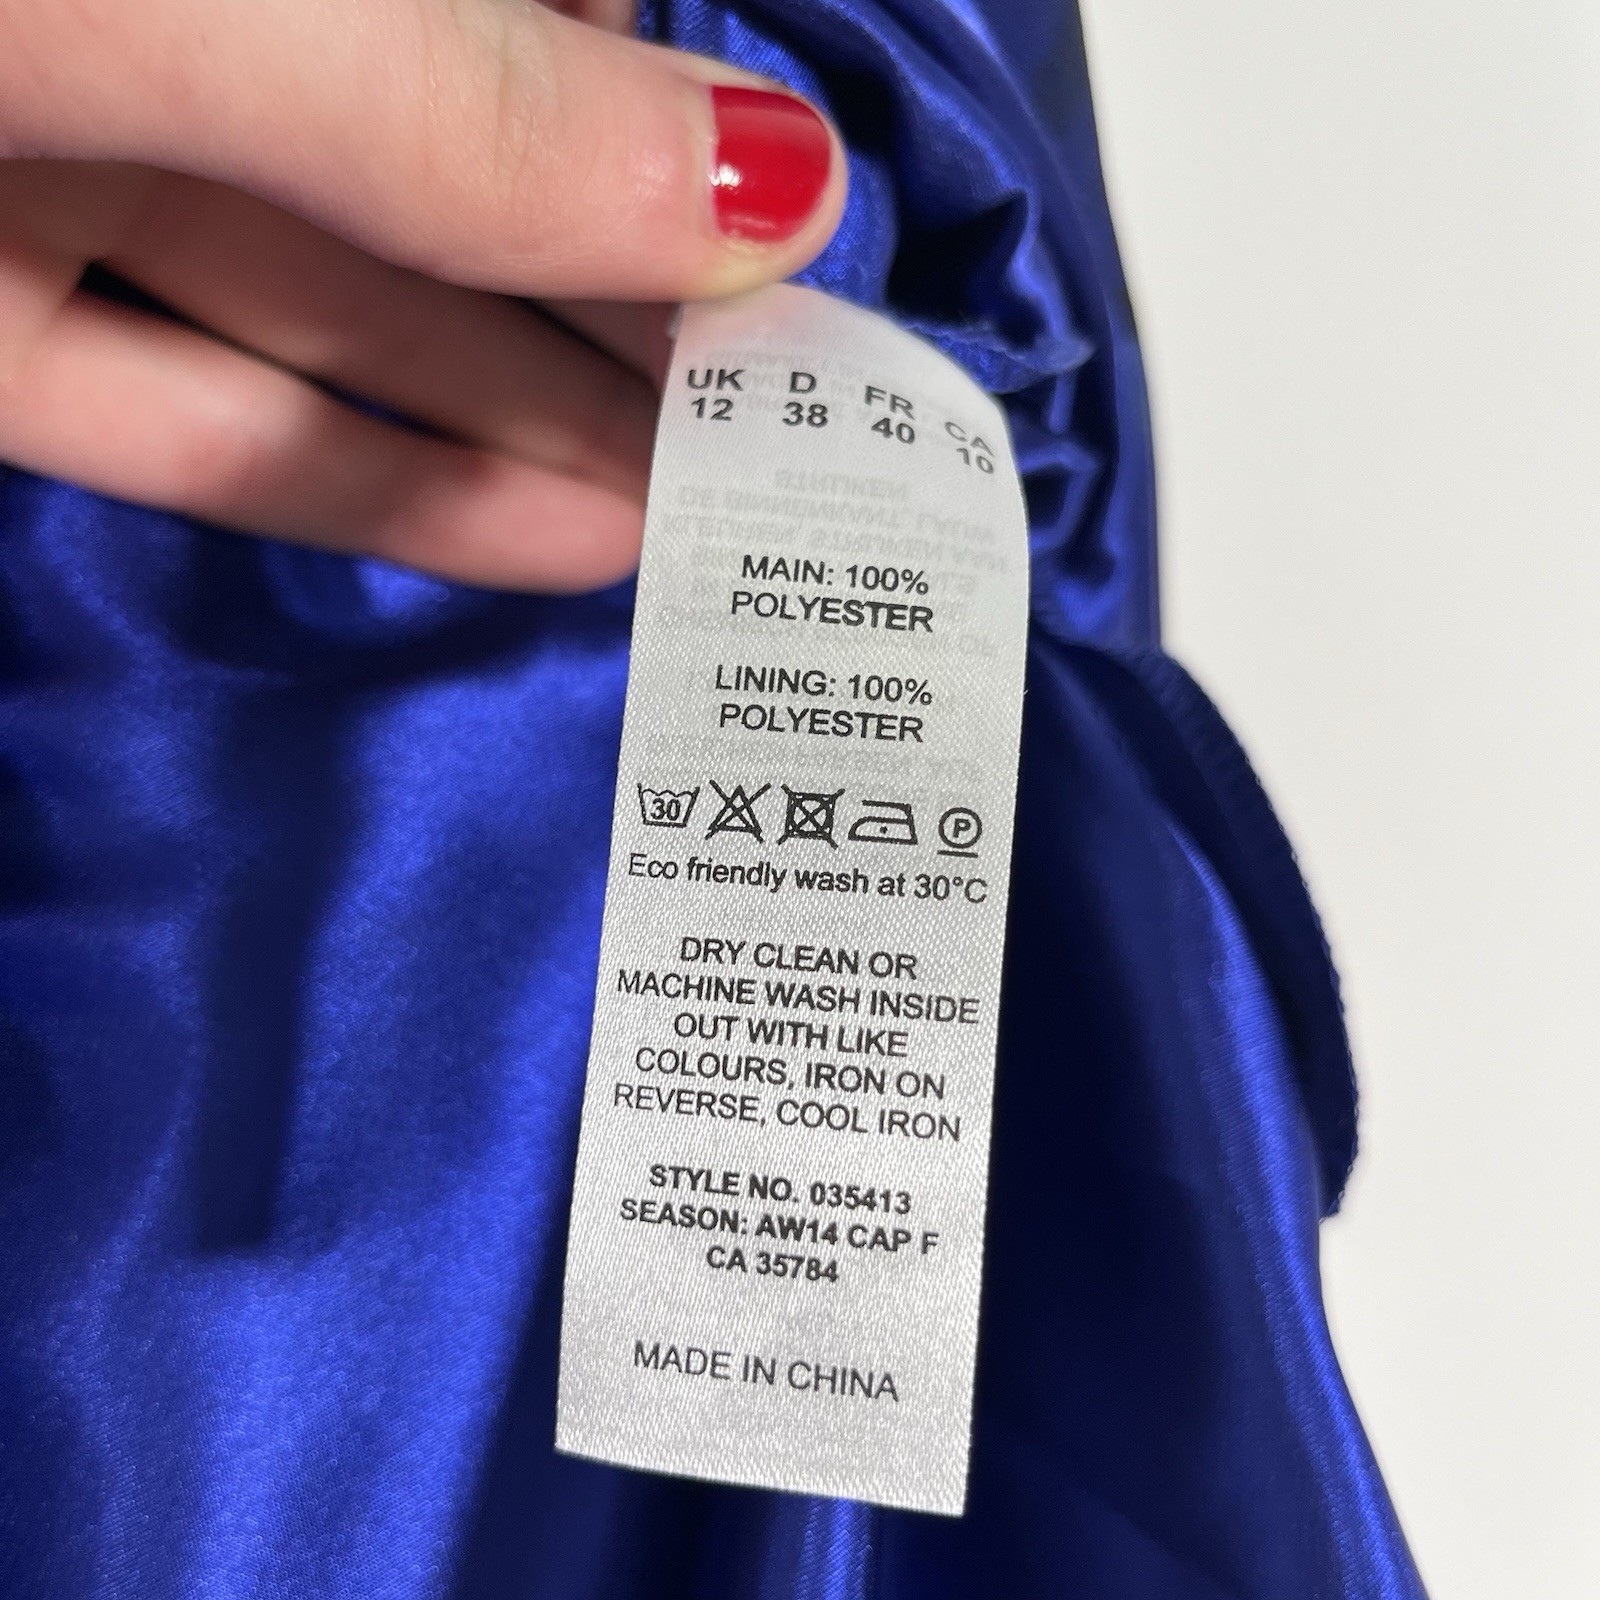 UK D FR CA
12 38 40 10
MAIN: 100%
POLYESTER
LINING: 100%
POLYESTER
30 P
Eco friendly wash at 30°C
DRY CLEAN OR
MACHINE WASH INSIDE
OUT WITH LIKE
COLOURS, IRON ON
REVERSE, COOL IRON
STYLE NO. 035413
SEASON: AW14 CAP F
CA 35784
MADE IN CHINA